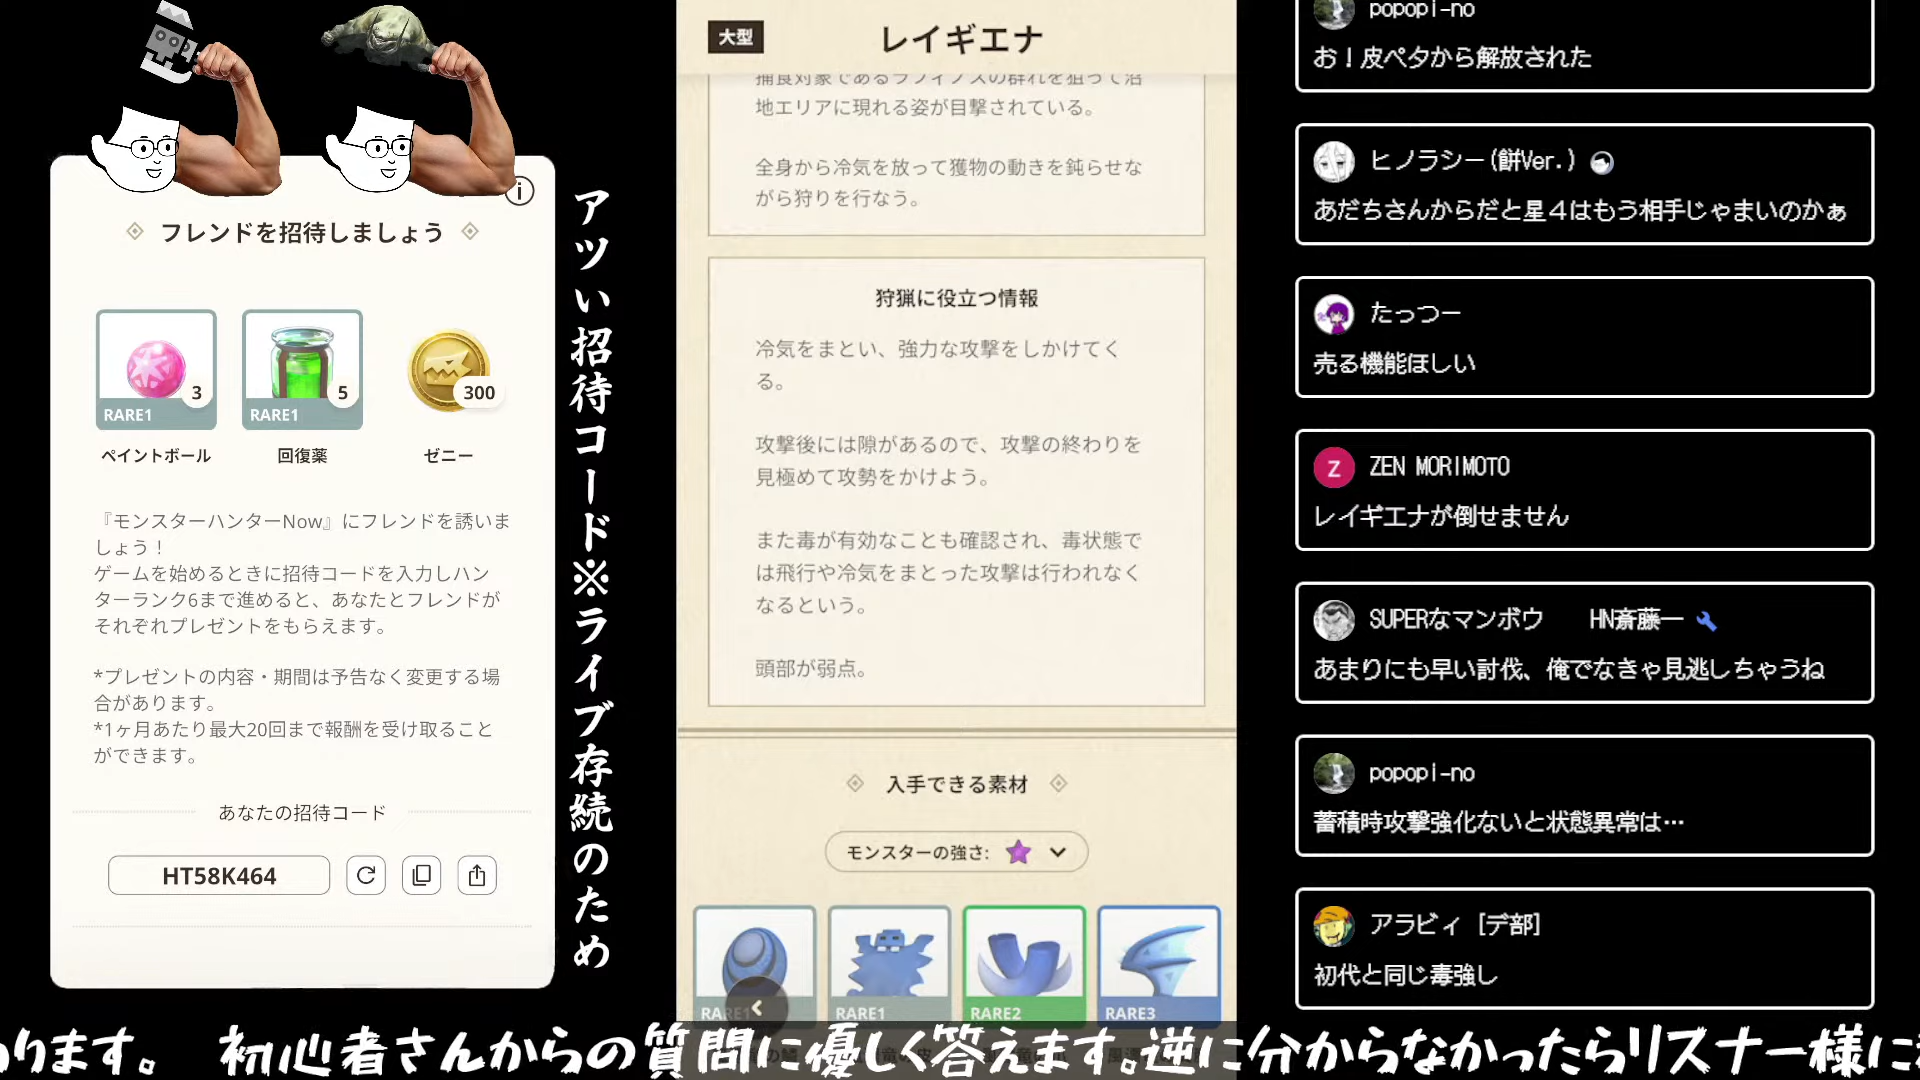 フレンドを招待しましょう
3
RARE1
ペイントボール
5
RARE1
回復薬
300
ゼニー
『モンスターハンターNow』にフレンドを誘いま
しょう！
ゲームを始めるときに招待コードを入力しハン
ターランク6まで進めると、あなたとフレンドが
それぞれプレゼントをもらえます。
*プレゼントの内容・期間は予告なく変更する場
合があります。
*1ヶ月あたり最大20回まで報酬を受け取ること
ができます。
あなたの招待コード
HT58K464
アツい招待コード※ライブ存続のため
大型
レイギエナ
捕食対象であるラフィノスの群れを狙って沼
地エリアに現れる姿が目撃されている。
全身から冷気を放って獲物の動きを鈍らせな
がら狩りを行なう。
狩猟に役立つ情報
冷気をまとい、強力な攻撃をしかけてく
る。
攻撃後には隙があるので、攻撃の終わりを
見極めて攻勢をかけよう。
また毒が有効なことも確認され、毒状態で
は飛行や冷気をまとった攻撃は行われなく
なるという。
頭部が弱点。
入手できる素材
モンスターの強さ:
RARE1
RARE1
RARE2
RARE3
popopi-no
お！皮ペタから解放された
ヒノラシー(餅Ver.)
あだちさんからだと星４はもう相手じゃまいのかぁ
たっつー
売る機能ほしい
Z
ZEN MORIMOTO
レイギエナが倒せません
SUPERなマンボウ　HN斎藤一
あまりにも早い討伐、俺でなきゃ見逃しちゃうね
popopi-no
蓄積時攻撃強化ないと状態異常は…
アラビィ [デ部]
初代と同じ毒強し
ります。　初心者さんからの質問に優しく答えます。逆に分からなかったらリスナー様に